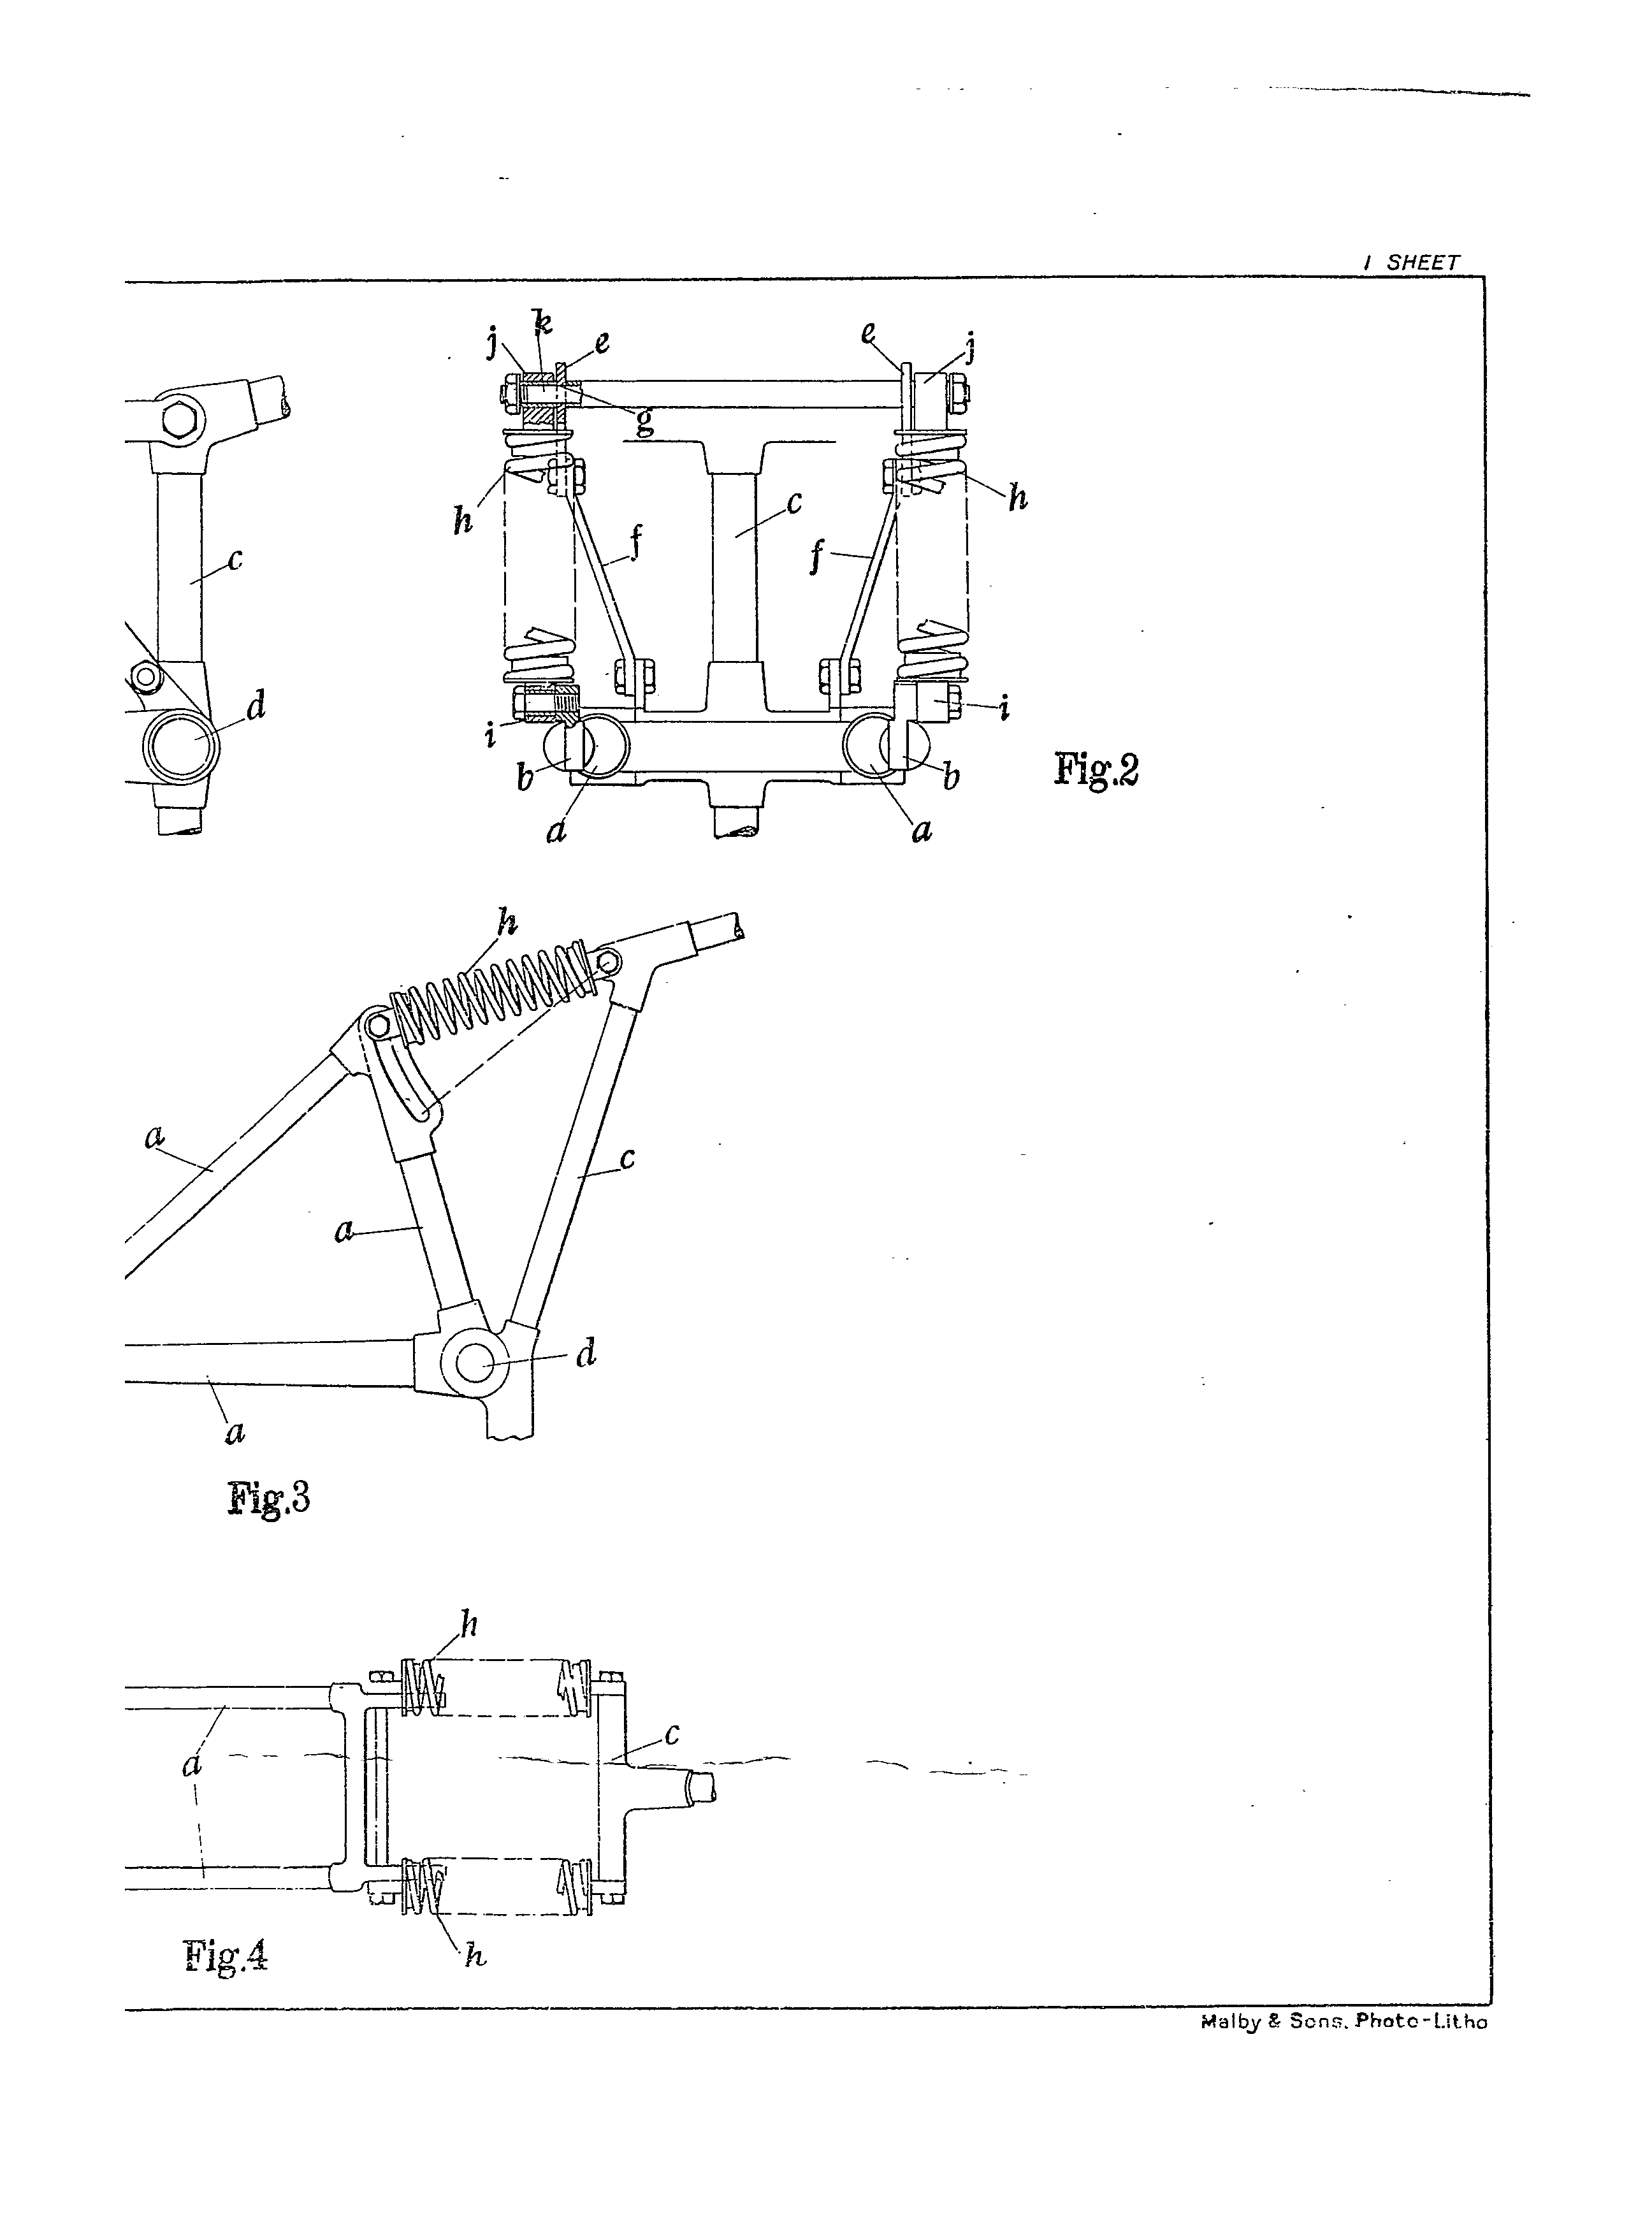 1 SHEET
j k e e j
g
h c h
c f f
d i i
b b Fig.2
a a
h
a c
a
d
a
Fig.3
h
c
a
h
Fig.4
Malby & Sons, Photo-Litho